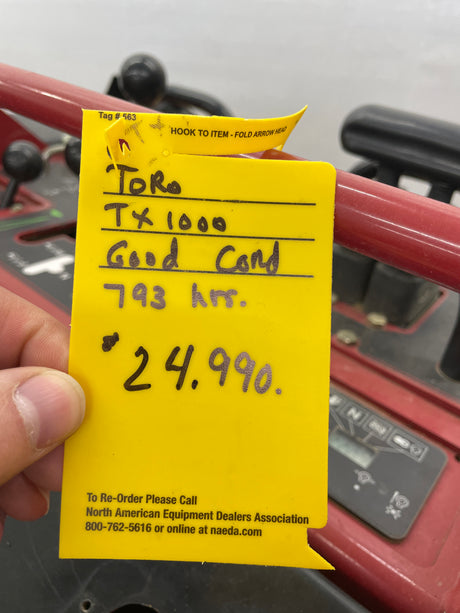 Tag # 563
HOOK TO ITEM - FOLD ARROW HEAD
ToRo
TX 1000
Good Cond
793 hrs.
$24.990.
To Re-Order Please Call
North American Equipment Dealers Association
800-762-5616 or online at naeda.com